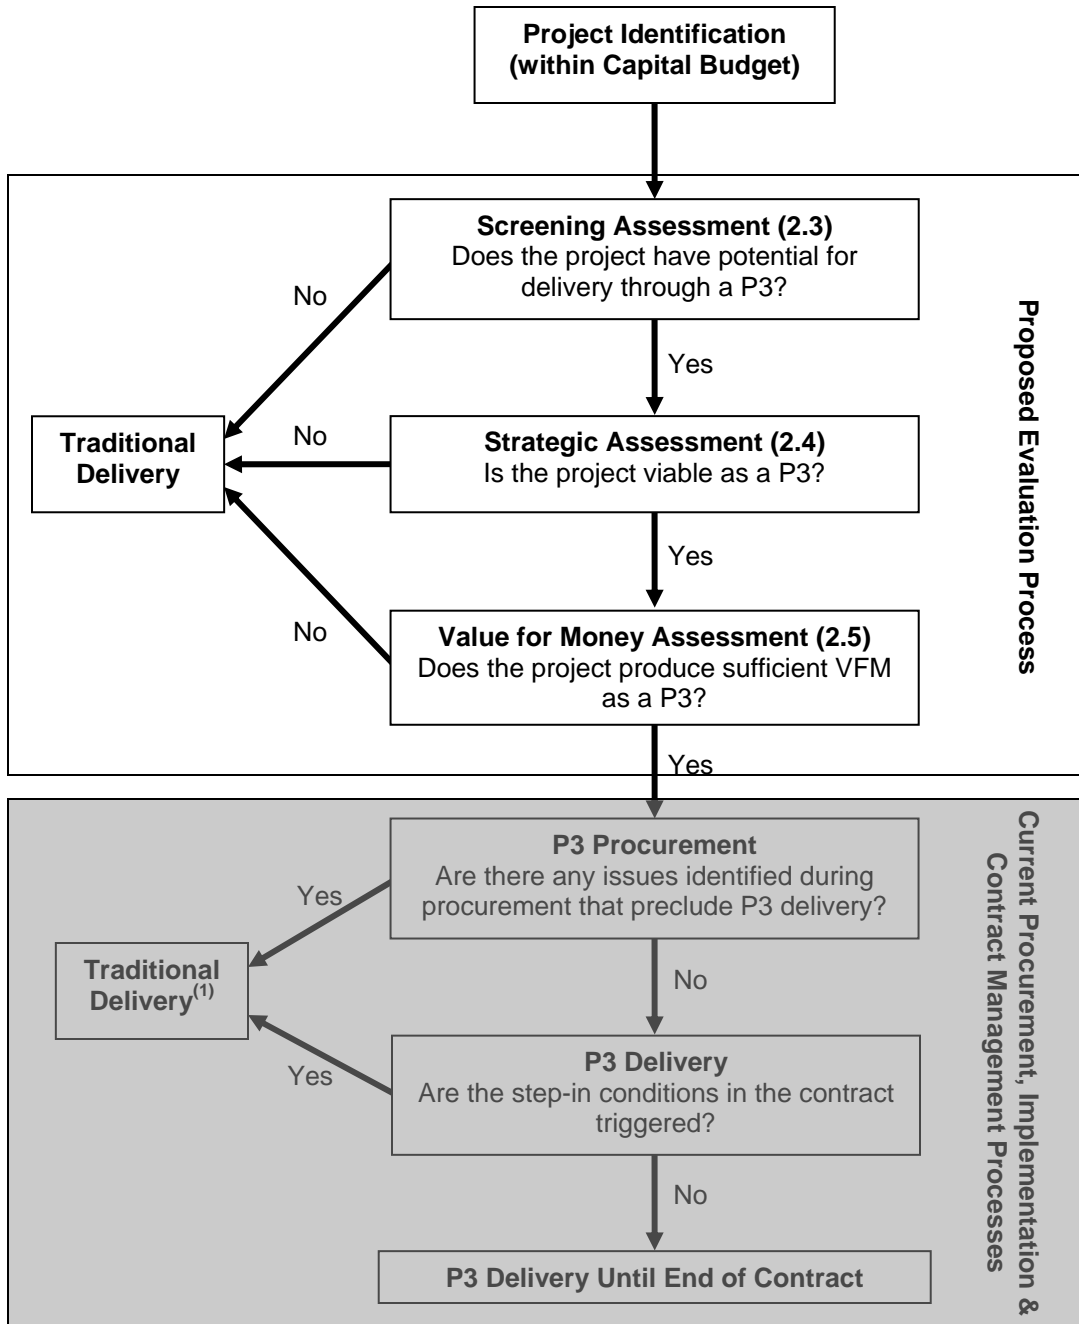 Project Identification
(within Capital Budget)
Screening Assessment (2.3)
Does the project have potential for
delivery through a P3?
No
Yes
Traditional
Delivery
No
Strategic Assessment (2.4)
Is the project viable as a P3?
Yes
No
Value for Money Assessment (2.5)
Does the project produce sufficient VFM
as a P3?
Yes
Proposed Evaluation Process
P3 Procurement
Are there any issues identified during
procurement that preclude P3 delivery?
Yes
No
Traditional
Delivery(1)
Yes
P3 Delivery
Are the step-in conditions in the contract
triggered?
No
P3 Delivery Until End of Contract
Current Procurement, Implementation &
Contract Management Processes